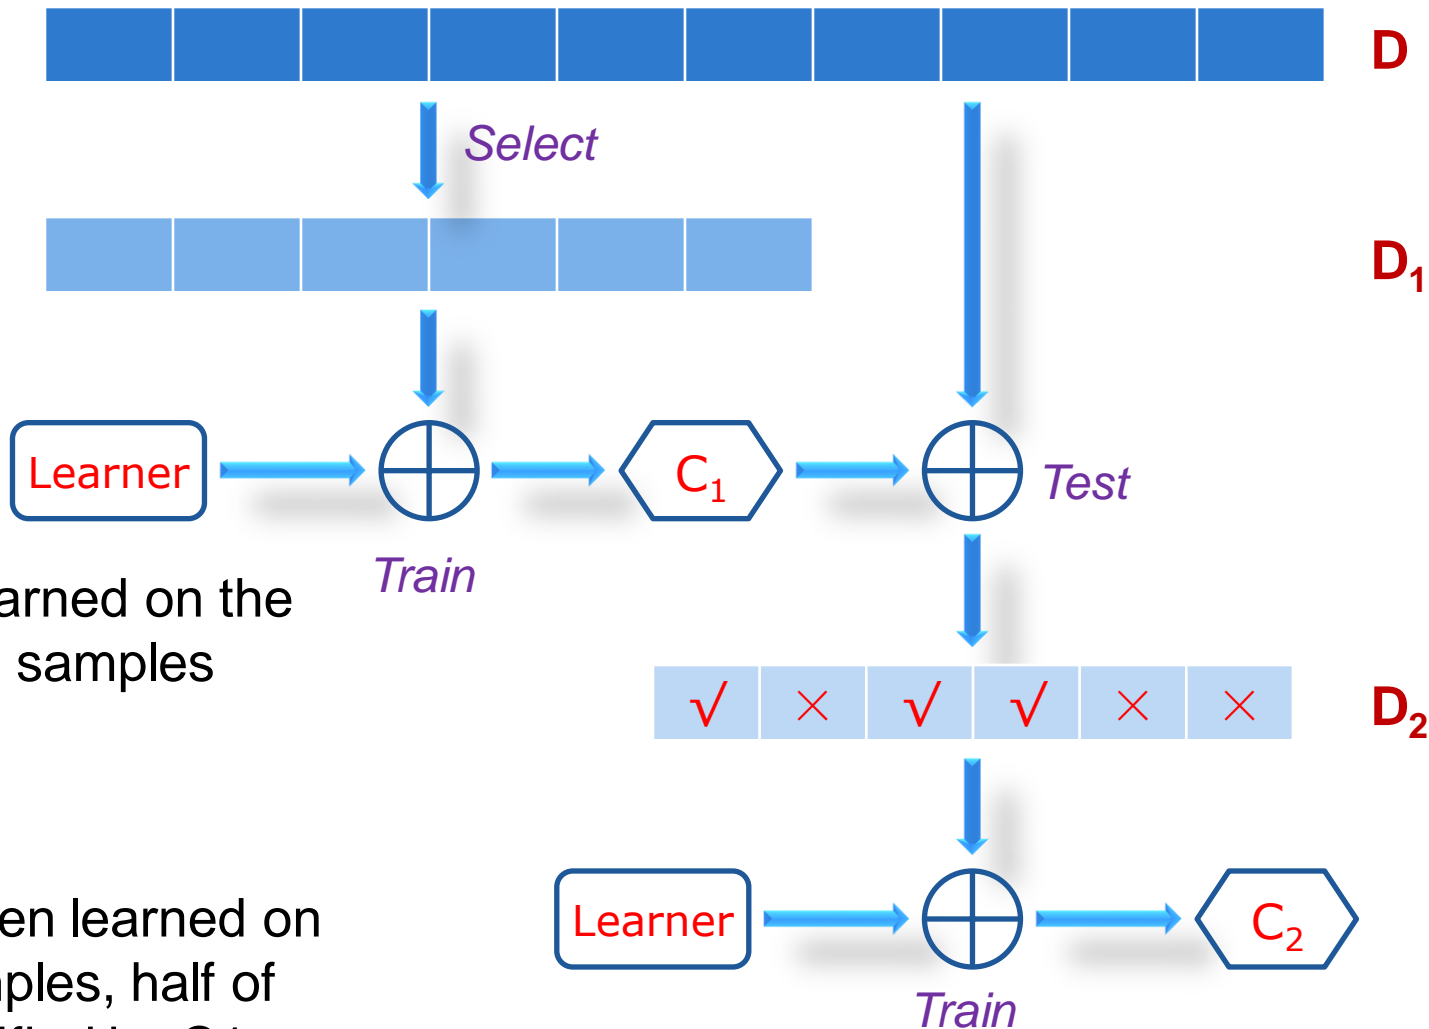 D
Select
D₁
Learner
C₁
Test
Train
arned on the
samples
√ × √ √ × ×
D₂
en learned on
ples, half of
Learner
C₂
Train